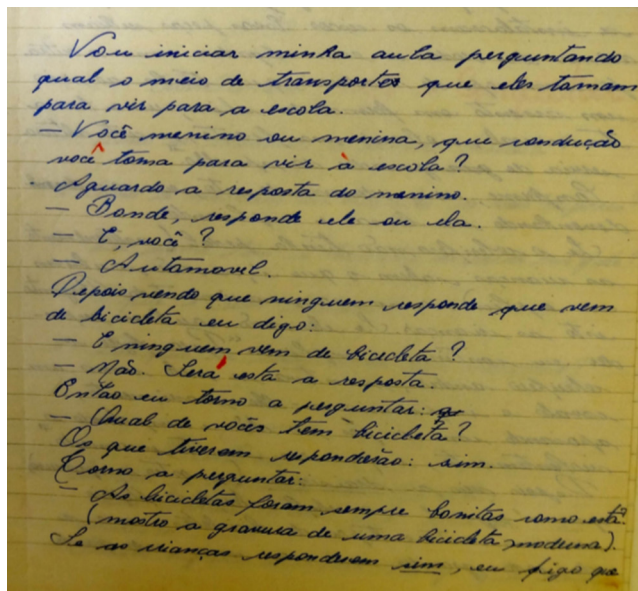 Vou iniciar minha aula perguntando
qual o meio de transportes que eles tomam
para vir para a escola.
— Você menino ou menina, que condução
você toma para vir à escola?
Aguardo a resposta do menino.
— Bonde, responde ele ou ela.
— E, você?
— Automovel.
Depois vendo que ninguem responde que vem
de bicicleta eu digo:
— E ninguem vem de bicicleta?
— Não. Será esta a resposta.
Então eu torno a perguntar:
— Qual de vocês tem bicicleta?
Os que tiverem responderão: sim.
Torno a perguntar:
— As bicicletas foram sempre bonitas como esta?
(mostro a gravura de uma bicicleta moderna).
Se as crianças responderem sim, eu digo que